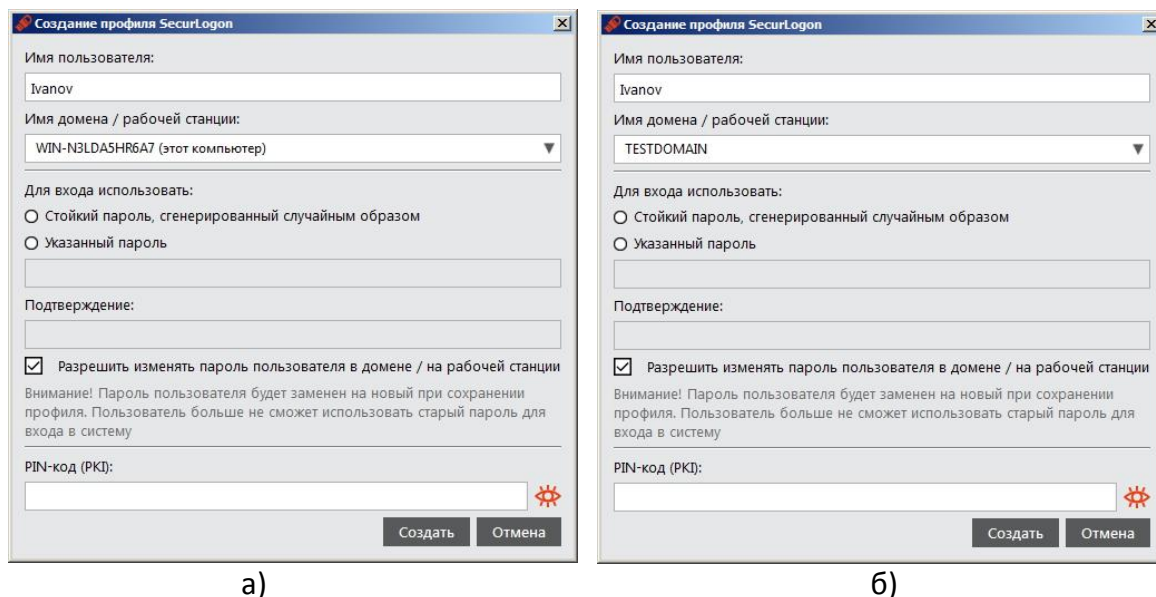 Создание профиля SecurLogon
Имя пользователя:
Ivanov
Имя домена / рабочей станции:
WIN-N3LDA5HR6A7 (этот компьютер)
Для входа использовать:
Стойкий пароль, сгенерированный случайным образом
Указанный пароль
Подтверждение:
Разрешить изменять пароль пользователя в домене / на рабочей станции
Внимание! Пароль пользователя будет заменен на новый при сохранении
профиля. Пользователь больше не сможет использовать старый пароль для
входа в систему
PIN-код (PKI):
Создать Отмена
а)
Создание профиля SecurLogon
Имя пользователя:
Ivanov
Имя домена / рабочей станции:
TESTDOMAIN
Для входа использовать:
Стойкий пароль, сгенерированный случайным образом
Указанный пароль
Подтверждение:
Разрешить изменять пароль пользователя в домене / на рабочей станции
Внимание! Пароль пользователя будет заменен на новый при сохранении
профиля. Пользователь больше не сможет использовать старый пароль для
входа в систему
PIN-код (PKI):
Создать Отмена
б)